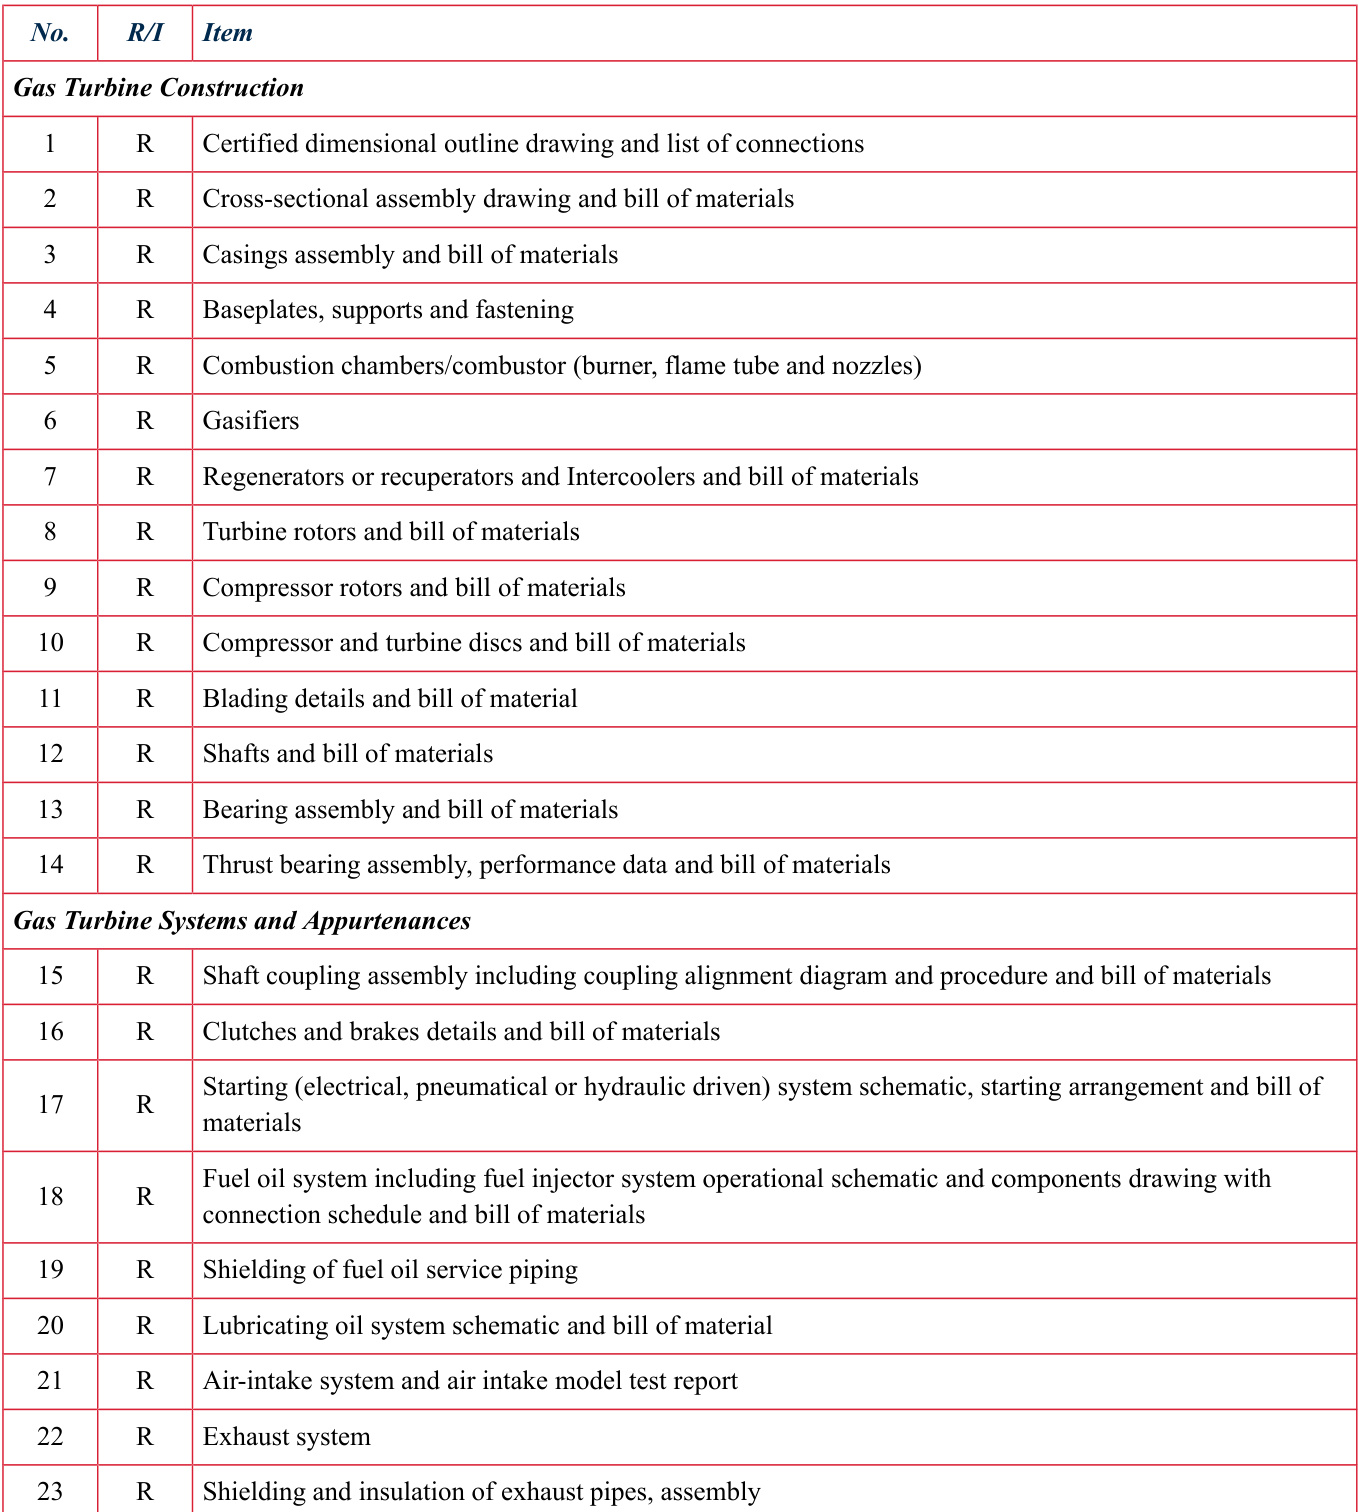 No. R/I Item
Gas Turbine Construction
1 R Certified dimensional outline drawing and list of connections
2 R Cross-sectional assembly drawing and bill of materials
3 R Casings assembly and bill of materials
4 R Baseplates, supports and fastening
5 R Combustion chambers/combustor (burner, flame tube and nozzles)
6 R Gasifiers
7 R Regenerators or recuperators and Intercoolers and bill of materials
8 R Turbine rotors and bill of materials
9 R Compressor rotors and bill of materials
10 R Compressor and turbine discs and bill of materials
11 R Blading details and bill of material
12 R Shafts and bill of materials
13 R Bearing assembly and bill of materials
14 R Thrust bearing assembly, performance data and bill of materials
Gas Turbine Systems and Appurtenances
15 R Shaft coupling assembly including coupling alignment diagram and procedure and bill of materials
16 R Clutches and brakes details and bill of materials
17 R Starting (electrical, pneumatical or hydraulic driven) system schematic, starting arrangement and bill of
materials
18 R Fuel oil system including fuel injector system operational schematic and components drawing with
connection schedule and bill of materials
19 R Shielding of fuel oil service piping
20 R Lubricating oil system schematic and bill of material
21 R Air-intake system and air intake model test report
22 R Exhaust system
23 R Shielding and insulation of exhaust pipes, assembly